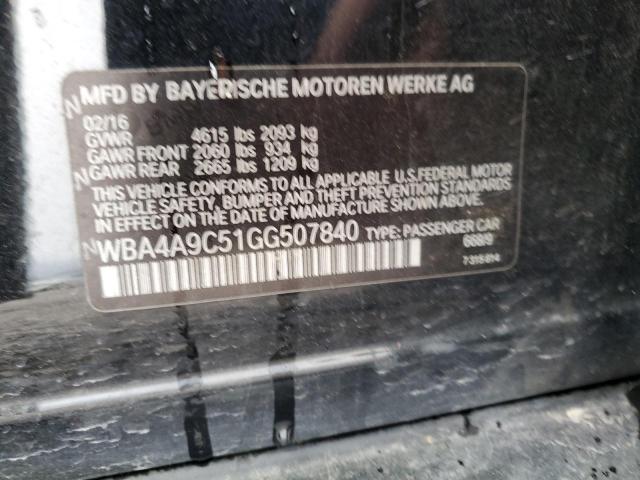 MFD BY BAYERISCHE MOTOREN WERKE AG
02/16
GVWR 4615 lbs 2093 kg
GAWR FRONT 2060 lbs 934 kg
GAWR REAR 2665 lbs 1209 kg
THIS VEHICLE CONFORMS TO ALL APPLICABLE U.S.FEDERAL MOTOR
VEHICLE SAFETY, BUMPER AND THEFT PREVENTION STANDARDS
IN EFFECT ON THE DATE OF MANUFACTURE SHOWN ABOVE.
WBA4A9C51GG507840 TYPE: PASSENGER CAR